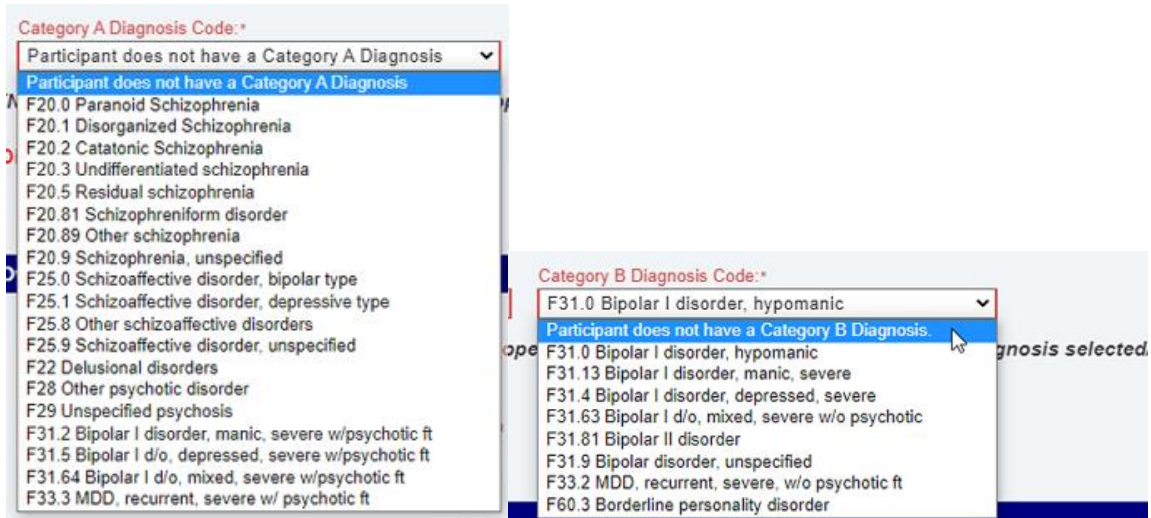 Category A Diagnosis Code:*
Participant does not have a Category A Diagnosis
Participant does not have a Category A Diagnosis
F20.0 Paranoid Schizophrenia
F20.1 Disorganized Schizophrenia
F20.2 Catatonic Schizophrenia
F20.3 Undifferentiated schizophrenia
F20.5 Residual schizophrenia
F20.81 Schizophreniform disorder
F20.89 Other schizophrenia
F20.9 Schizophrenia, unspecified
F25.0 Schizoaffective disorder, bipolar type
F25.1 Schizoaffective disorder, depressive type
F25.8 Other schizoaffective disorders
F25.9 Schizoaffective disorder, unspecified
F22 Delusional disorders
F28 Other psychotic disorder
F29 Unspecified psychosis
F31.2 Bipolar I disorder, manic, severe w/psychotic ft
F31.5 Bipolar I d/o, depressed, severe w/psychotic ft
F31.64 Bipolar I d/o, mixed, severe w/psychotic ft
F33.3 MDD, recurrent, severe w/ psychotic ft
Category B Diagnosis Code:*
F31.0 Bipolar I disorder, hypomanic
Participant does not have a Category B Diagnosis.
F31.0 Bipolar I disorder, hypomanic
gnosis selected.
F31.13 Bipolar I disorder, manic, severe
F31.4 Bipolar I disorder, depressed, severe
F31.63 Bipolar I d/o, mixed, severe w/o psychotic
F31.81 Bipolar II disorder
F31.9 Bipolar disorder, unspecified
F33.2 MDD, recurrent, severe, w/o psychotic ft
F60.3 Borderline personality disorder